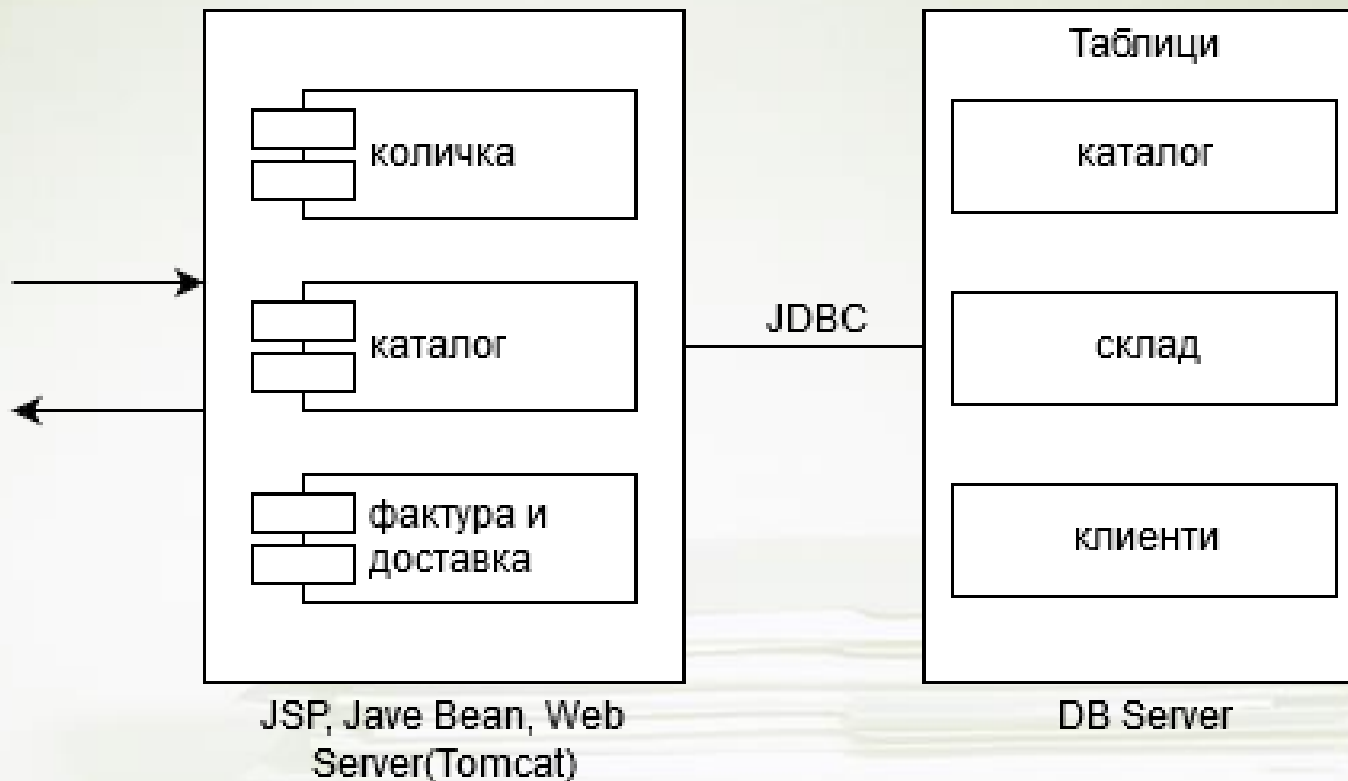 количка
каталог
фактура и
доставка
JSP, Jave Bean, Web
Server(Tomcat)
JDBC
Таблици
каталог
склад
клиенти
DB Server